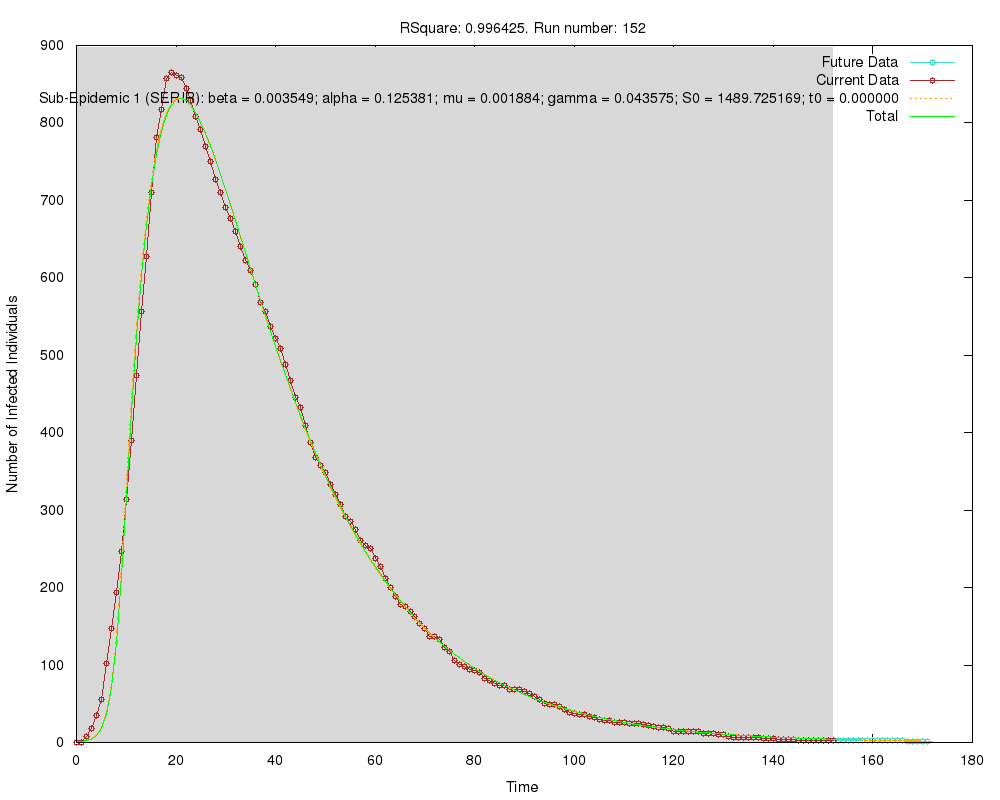 RSquare: 0.996425. Run number: 152
900
800
700
600
500
400
300
200
100
0
Number of Infected Individuals
Future Data
Current Data
Sub-Epidemic 1 (SEPIR): beta = 0.003549; alpha = 0.125381; mu = 0.001884; gamma = 0.043575; S0 = 1489.725169; t0 = 0.000000
Total
0 20 40 60 80 100 120 140 160 180
Time